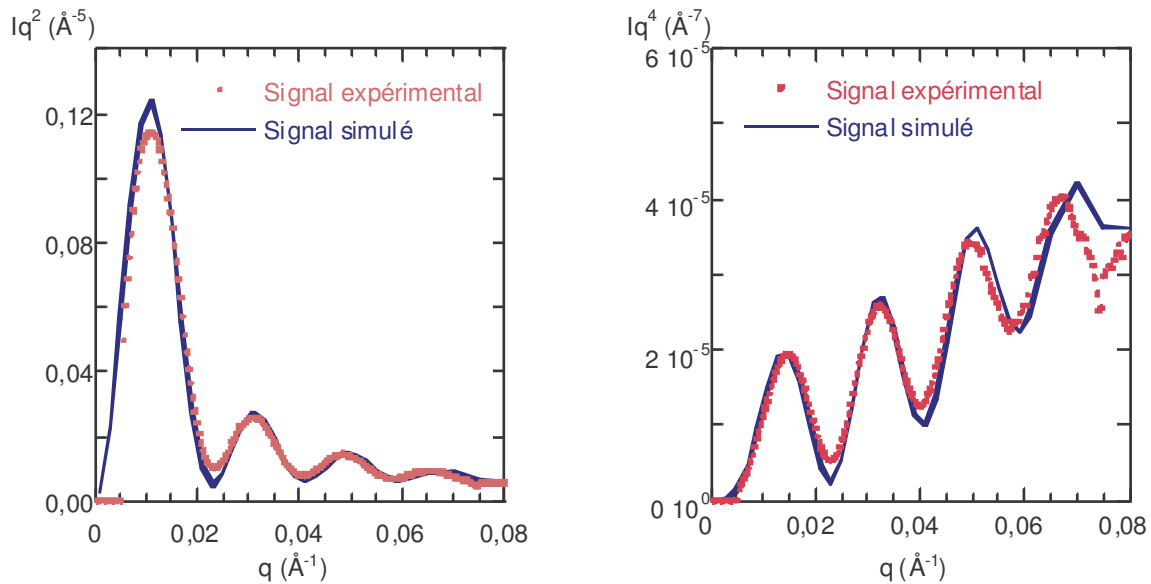 Iq² (Å⁻⁵)
Signal expérimental
Signal simulé
0,12
0,08
0,04
0,00
0
0,02
0,04
0,06
0,08
q (Å⁻¹)
Iq⁴ (Å⁻⁷)
6 10⁻⁵
Signal expérimental
Signal simulé
4 10⁻⁵
2 10⁻⁵
0 10⁰
0
0,02
0,04
0,06
0,08
q (Å⁻¹)